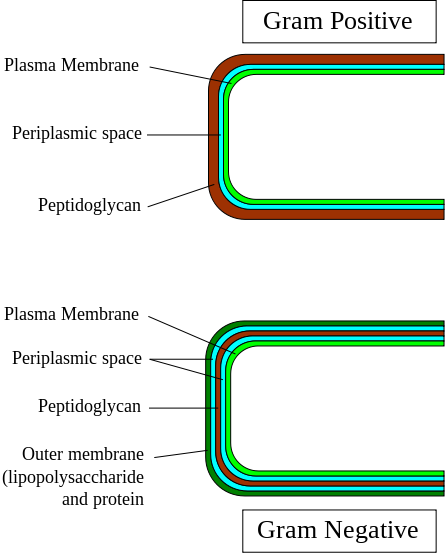 Gram Positive
Plasma Membrane
Periplasmic space
Peptidoglycan
Plasma Membrane
Periplasmic space
Peptidoglycan
Outer membrane
(lipopolysaccharide
and protein
Gram Negative